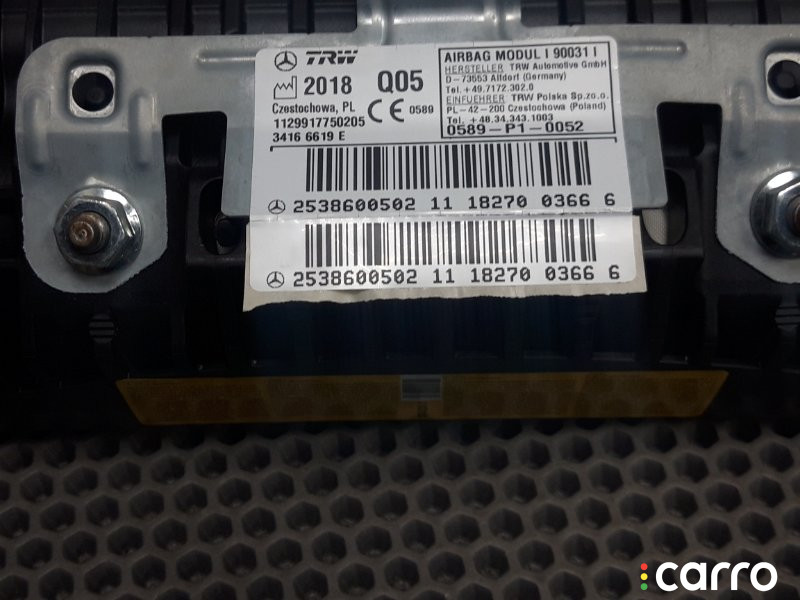 TRW
2018 Q05
Czestochowa, PL
CE 0589
1129917750205
3416 6619 E
AIRBAG MODUL I 90031 I
HERSTELLER TRW Automotive GmbH
D-73553 Alfdorf (Germany)
Tel. +49.7172.302.0
EINFUEHRER TRW Polska Sp.zo.o.
PL-42-200 Czestochowa (Poland)
Tel. +48.34.343.1003
0589-P1-0052
2538600502 11 18270 0366 6
2538600502 11 18270 0366 6
carro